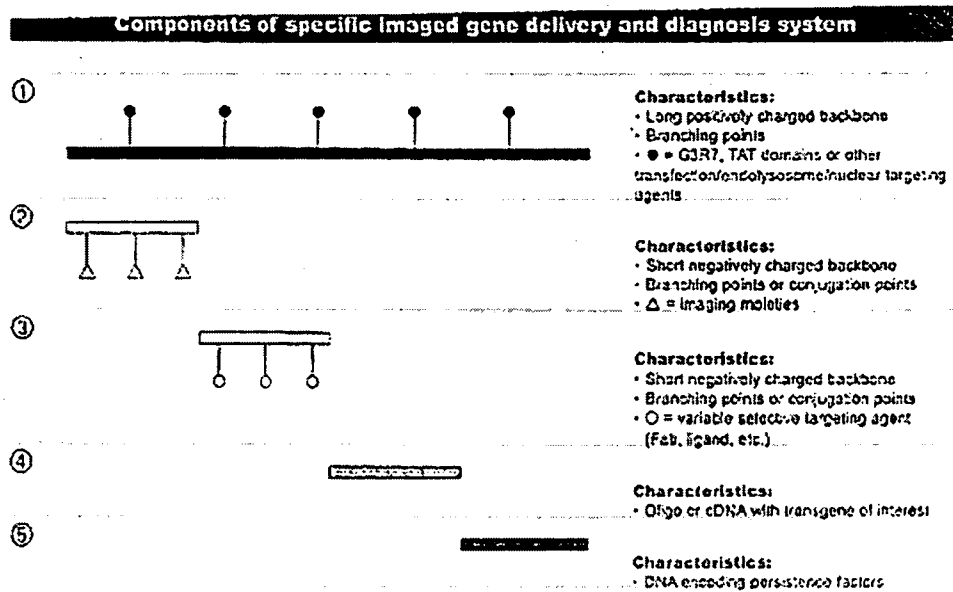 Components of specific imaged gene delivery and diagnosis system
①
Characteristics:
• Long positively charged backbone
• Branching points
• ● = G3R7, TAT domains or other
transfection/endolysosome/nuclear targeting
agents
②
Characteristics:
• Short negatively charged backbone
• Branching points or conjugation points
• △ = Imaging moieties
③
Characteristics:
• Short negatively charged backbone
• Branching points or conjugation points
• O = variable selective targeting agent
(Fab, ligand, etc.)
④
Characteristics:
• Oligo or cDNA with transgene of interest
⑤
Characteristics:
• DNA encoding persistence factors